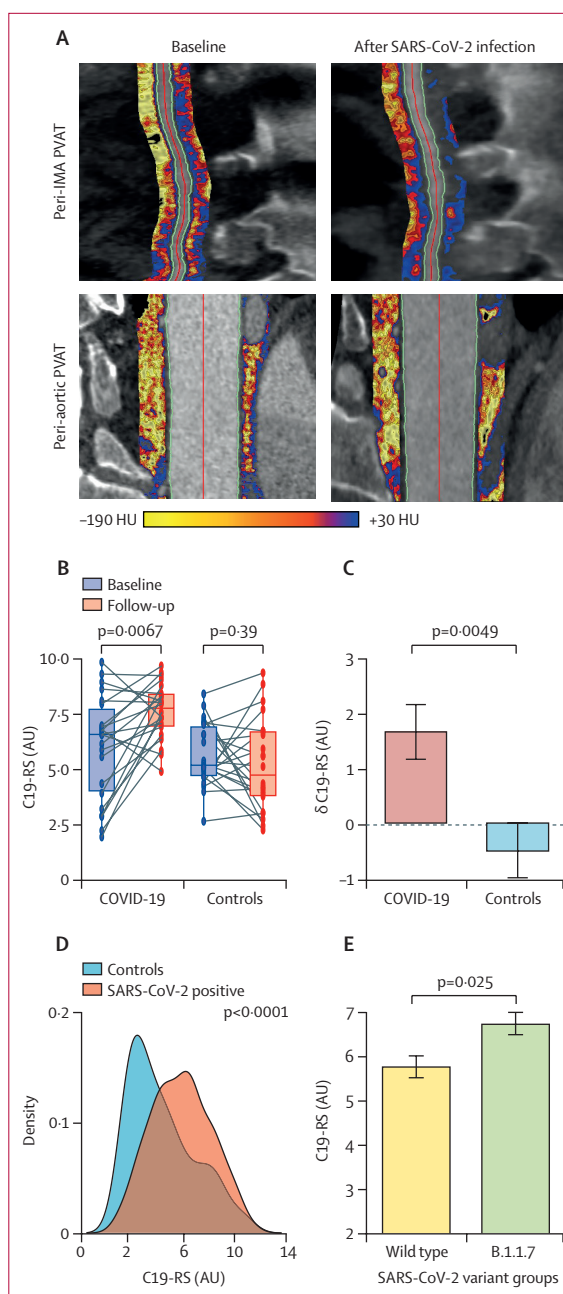 A
Baseline
After SARS-CoV-2 infection
Peri-IMA PVAT
Peri-aortic PVAT
–190 HU
+30 HU
B
Baseline
Follow-up
p=0·0067
p=0·39
10·0
7·5
5·0
2·5
0
C19-RS (AU)
COVID-19
Controls
C
p=0·0049
3
2
1
0
–1
δ C19-RS (AU)
COVID-19
Controls
D
Controls
SARS-CoV-2 positive
p<0·0001
0·2
0·1
0
Density
0
2
6
10
14
C19-RS (AU)
E
p=0·025
7
6
5
4
3
2
C19-RS (AU)
Wild type
B.1.1.7
SARS-CoV-2 variant groups